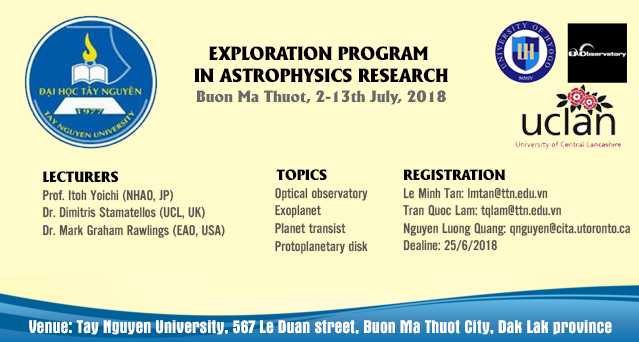 ĐẠI HỌC TÂY NGUYÊN
1977
TAY NGUYEN UNIVERSITY
EXPLORATION PROGRAM
IN ASTROPHYSICS RESEARCH
Buon Ma Thuot, 2-13th July, 2018
UNIVERSITY OF HYOGO
UH
MMIV
Observatory
uclan
University of Central Lancashire
LECTURERS
Prof. Itoh Yoichi (NHAO, JP)
Dr. Dimitris Stamatellos (UCL, UK)
Dr. Mark Graham Rawlings (EAO, USA)
TOPICS
Optical observatory
Exoplanet
Planet transist
Protoplanetary disk
REGISTRATION
Le Minh Tan: lmtan@ttn.edu.vn
Tran Quoc Lam: tqlam@ttn.edu.vn
Nguyen Luong Quang: qnguyen@cita.utoronto.ca
Dealine: 25/6/2018
Venue: Tay Nguyen University, 567 Le Duan street, Buon Ma Thuot City, Dak Lak province